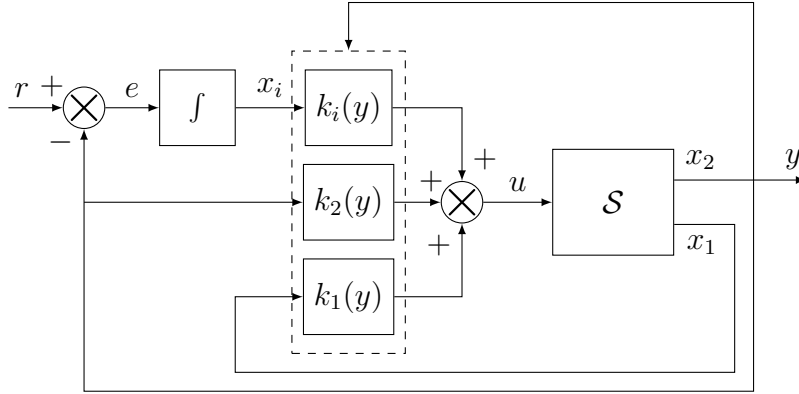 r + e ∫ x_i k_i(y)
− +
k_2(y) + u 𝒮 x_2 y
+ x_1
k_1(y)